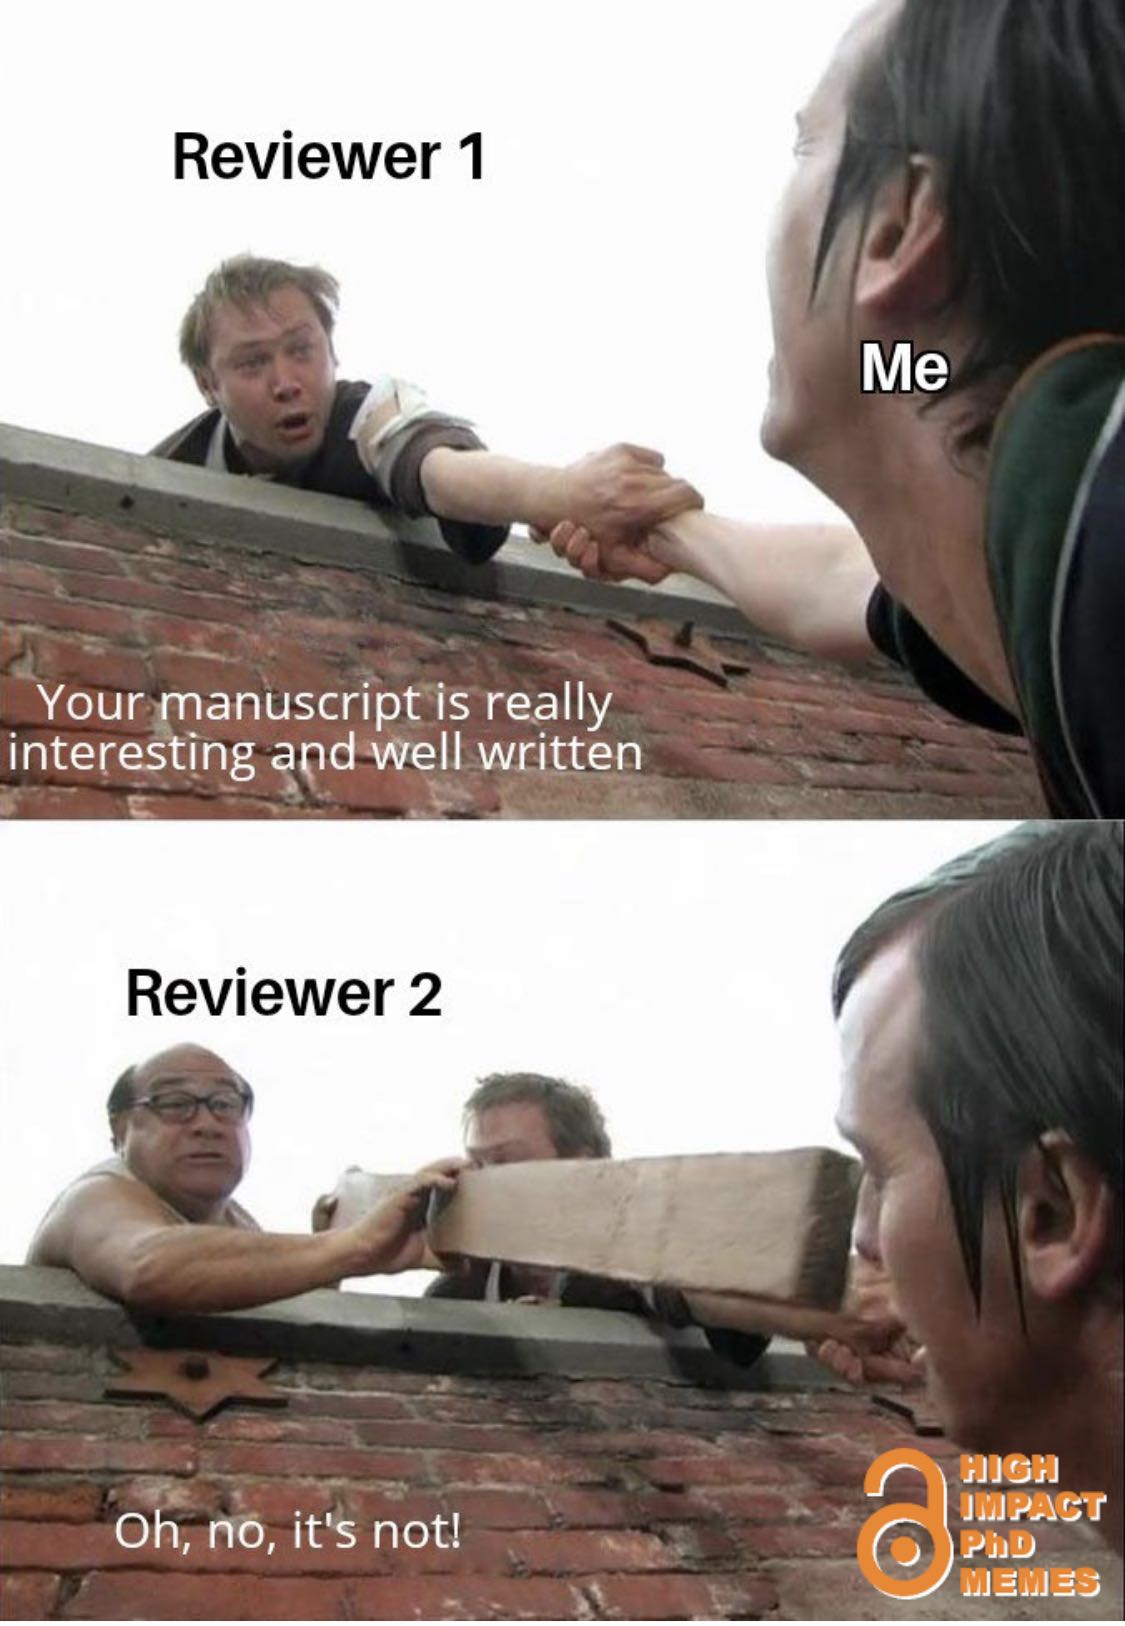 Reviewer 1
Me
Your manuscript is really
interesting and well written
Reviewer 2
Oh, no, it's not!
HIGH
IMPACT
PhD
MEMES